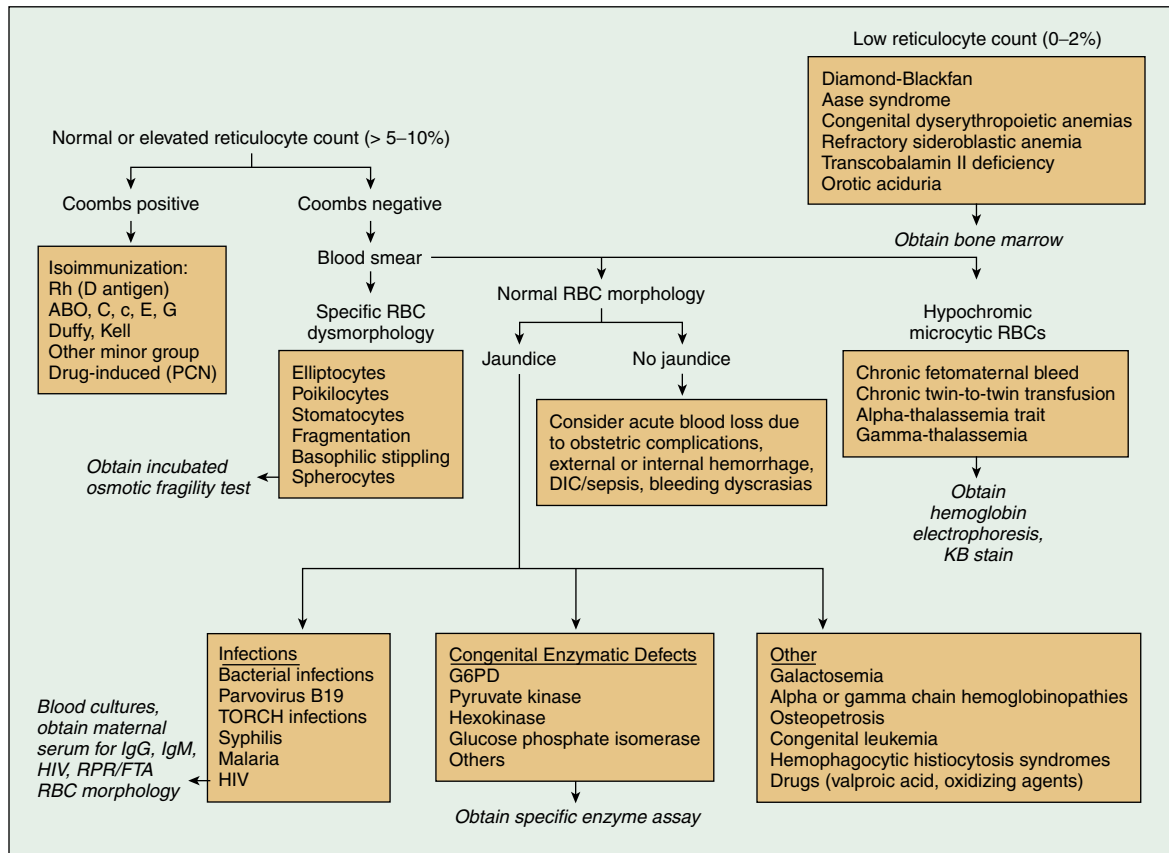 Low reticulocyte count (0–2%)
Diamond-Blackfan
Aase syndrome
Congenital dyserythropoietic anemias
Refractory sideroblastic anemia
Transcobalamin II deficiency
Orotic aciduria
Obtain bone marrow
Normal or elevated reticulocyte count (> 5–10%)
Coombs positive
Coombs negative
Isoimmunization:
Rh (D antigen)
ABO, C, c, E, G
Duffy, Kell
Other minor group
Drug-induced (PCN)
Blood smear
Specific RBC
dysmorphology
Elliptocytes
Poikilocytes
Stomatocytes
Fragmentation
Basophilic stippling
Spherocytes
Obtain incubated
osmotic fragility test
Normal RBC morphology
Jaundice
No jaundice
Consider acute blood loss due
to obstetric complications,
external or internal hemorrhage,
DIC/sepsis, bleeding dyscrasias
Hypochromic
microcytic RBCs
Chronic fetomaternal bleed
Chronic twin-to-twin transfusion
Alpha-thalassemia trait
Gamma-thalassemia
Obtain
hemoglobin
electrophoresis,
KB stain
Infections
Bacterial infections
Parvovirus B19
TORCH infections
Syphilis
Malaria
HIV
Blood cultures,
obtain maternal
serum for IgG, IgM,
HIV, RPR/FTA
RBC morphology
Congenital Enzymatic Defects
G6PD
Pyruvate kinase
Hexokinase
Glucose phosphate isomerase
Others
Obtain specific enzyme assay
Other
Galactosemia
Alpha or gamma chain hemoglobinopathies
Osteopetrosis
Congenital leukemia
Hemophagocytic histiocytosis syndromes
Drugs (valproic acid, oxidizing agents)